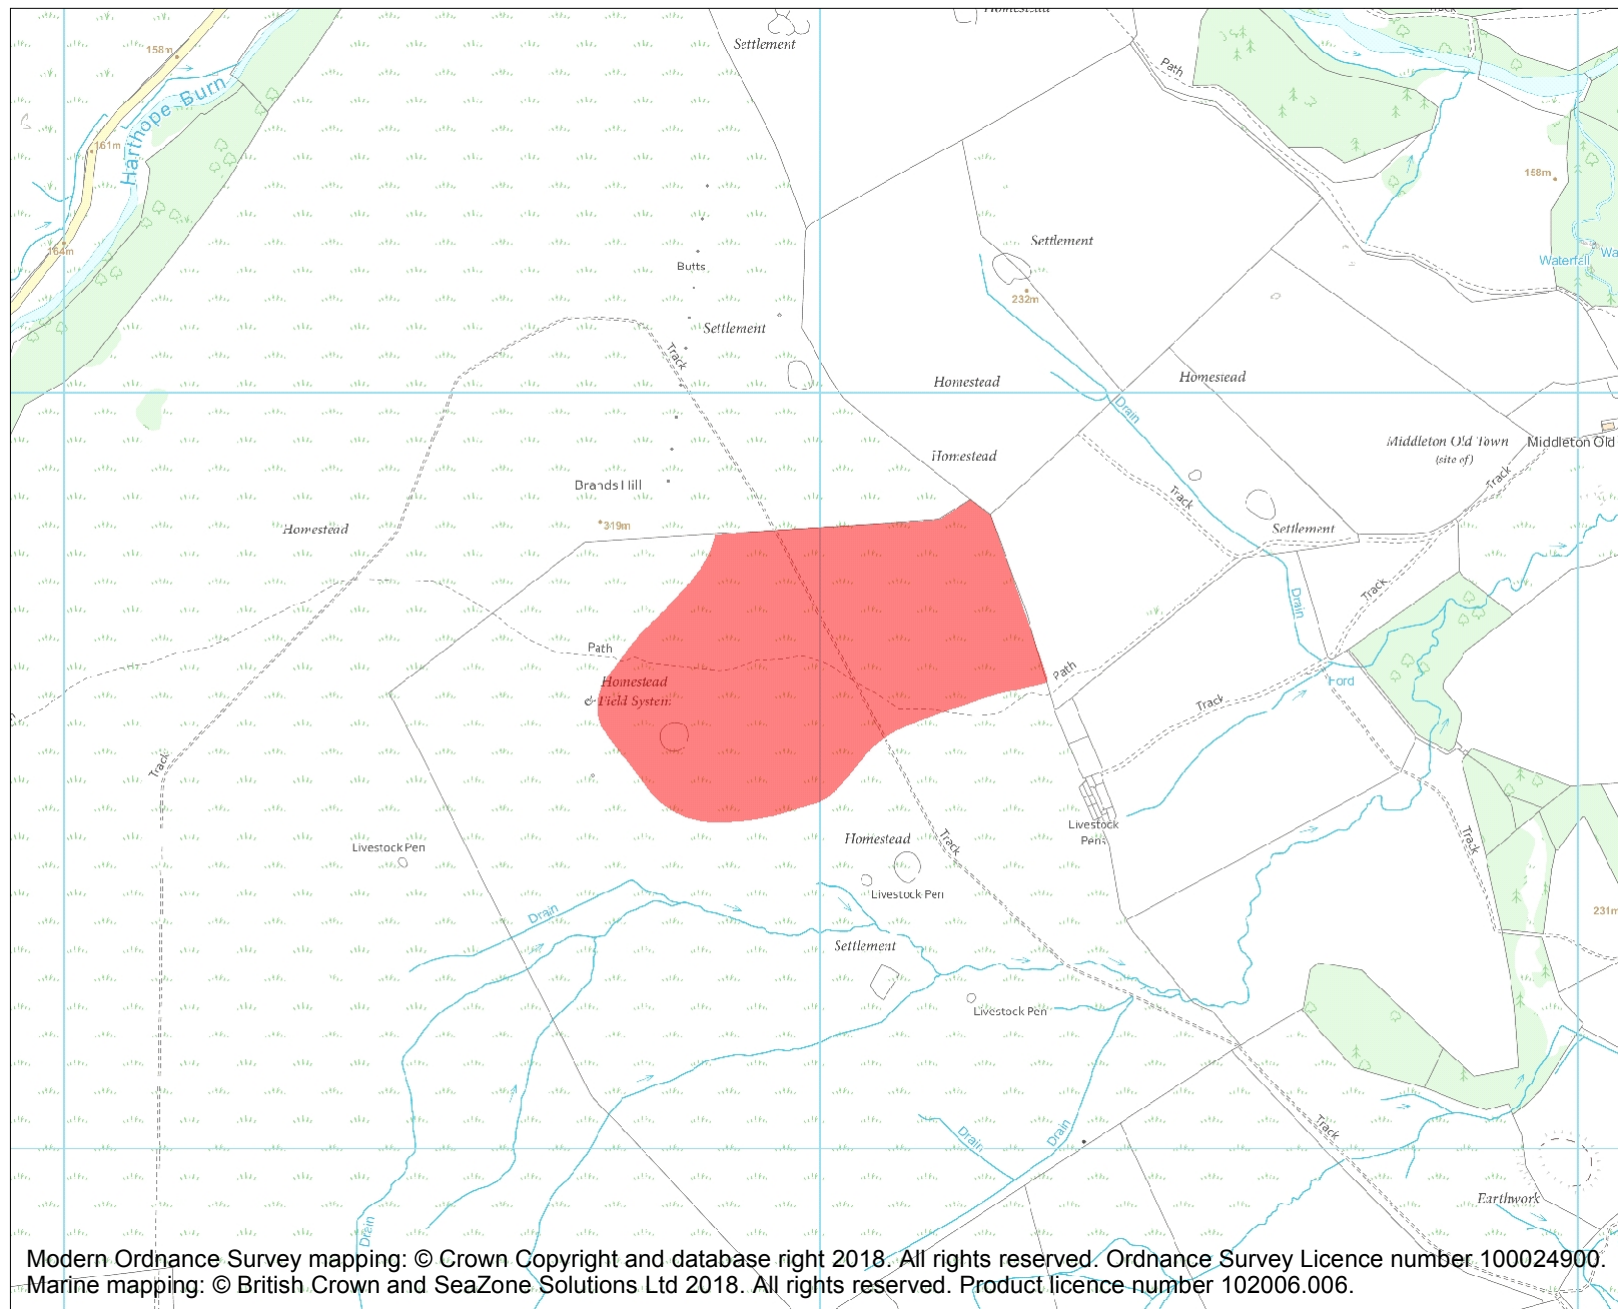 Homestead
Track
Settlement
158m
Path
Harthope Burn
161m
158m
Settlement
164m
Waterfall
Wa
Butts
232m
Settlement
Track
Homestead
Homestead
Drain
Middleton Old Town
(site of)
Middleton Old
Homestead
Track
Brands Hill
Track
319m
Homestead
Settlement
Track
Drain
Path
Path
Ford
Homestead
& Field System
Track
Track
Livestock
Pens
Homestead
Track
Track
Livestock Pen
Livestock Pen
231m
Drain
Settlement
Livestock Pen
Track
Drain
Drain
Earthwork
Drain
Modern Ordnance Survey mapping: © Crown Copyright and database right 2018. All rights reserved. Ordnance Survey Licence number 100024900.
Marine mapping: © British Crown and SeaZone Solutions Ltd 2018. All rights reserved. Product licence number 102006.006.